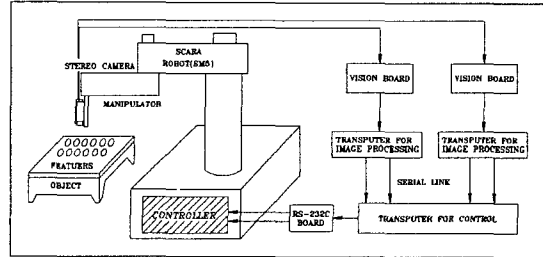 SCARA
ROBOT(SM5)
STEREO CAMERA
MANIPULATOR
VISION BOARD
VISION BOARD
TRANSPUTER FOR
IMAGE PROCESSING
TRANSPUTER FOR
IMAGE PROCESSING
FEATUERS
OBJECT
SERIAL LINK
CONTROLLER
RS-232C
BOARD
TRANSPUTER FOR CONTROL